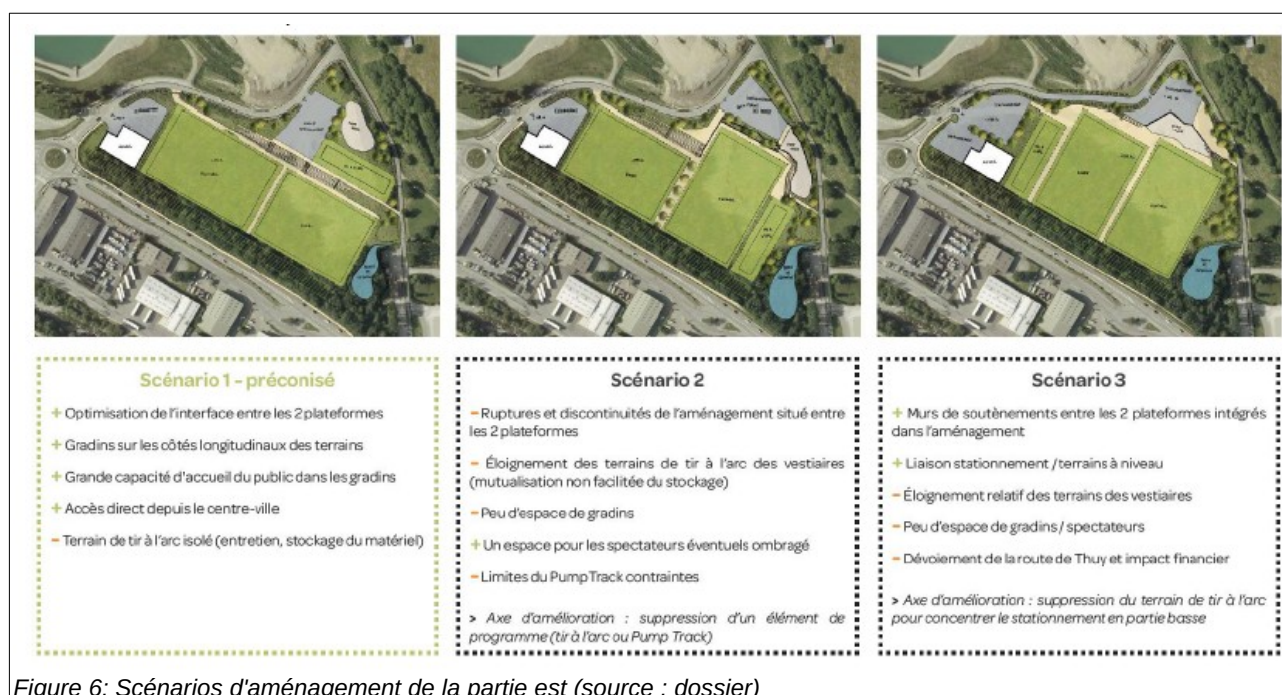 Scénario 1 - préconisé
+ Optimisation de l'interface entre les 2 plateformes
+ Gradins sur les côtés longitudinaux des terrains
+ Grande capacité d'accueil du public dans les gradins
+ Accès direct depuis le centre-ville
− Terrain de tir à l'arc isolé (entretien, stockage du matériel)
Scénario 2
− Ruptures et discontinuités de l'aménagement situé entre
les 2 plateformes
− Éloignement des terrains de tir à l'arc des vestiaires
(mutualisation non facilitée du stockage)
− Peu d'espace de gradins
+ Un espace pour les spectateurs éventuels ombragé
− Limites du PumpTrack contraintes
> Axe d'amélioration : suppression d'un élément de
programme (tir à l'arc ou Pump Track)
Scénario 3
+ Murs de soutènements entre les 2 plateformes intégrés
dans l'aménagement
+ Liaison stationnement / terrains à niveau
− Éloignement relatif des terrains des vestiaires
− Peu d'espace de gradins / spectateurs
− Dévoiement de la route de Thuy et impact financier
> Axe d'amélioration : suppression du terrain de tir à l'arc
pour concentrer le stationnement en partie basse
Figure 6: Scénarios d'aménagement de la partie est (source : dossier)